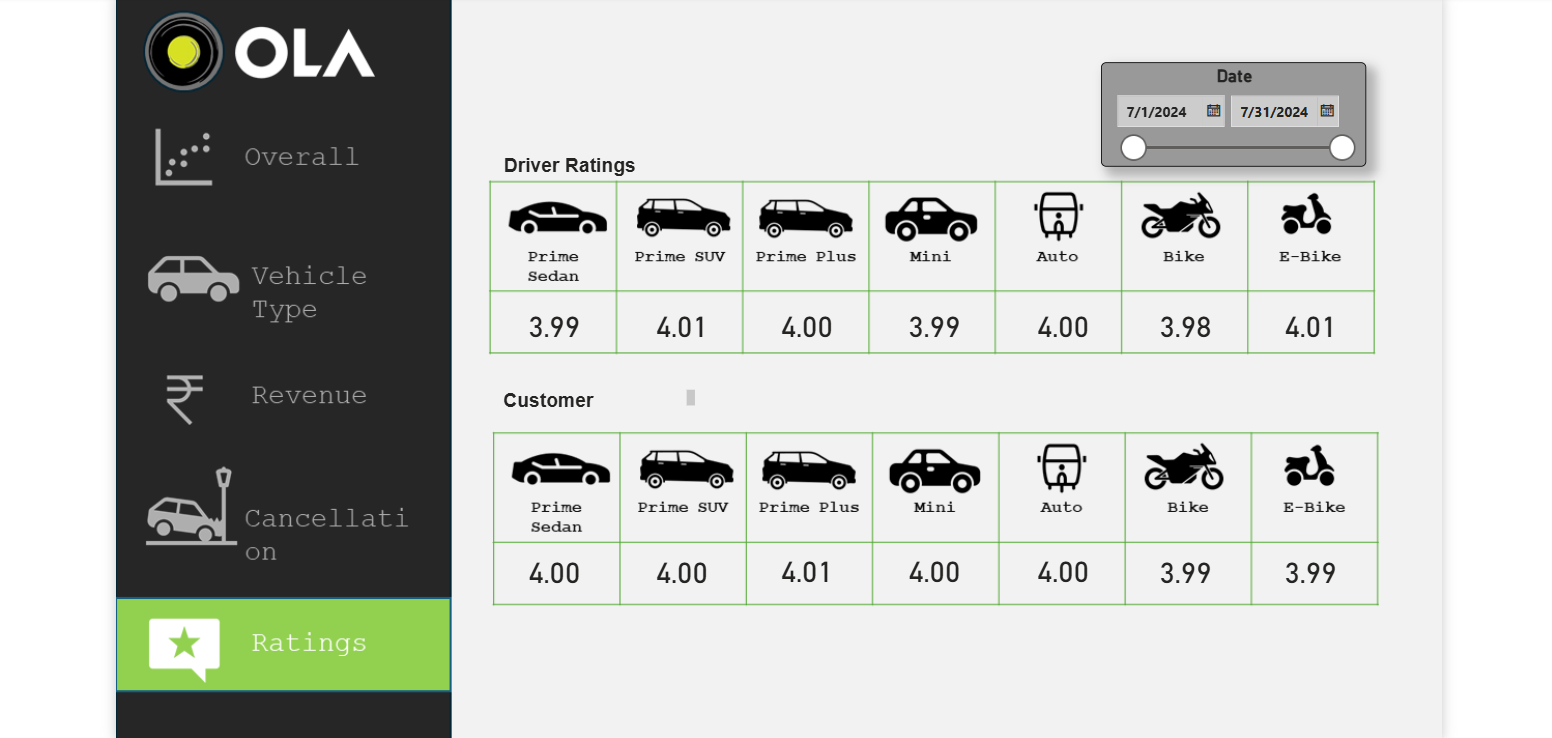 OLA
Overall
Vehicle
Type
Revenue
Cancellati
on
Ratings
Date
7/1/2024 7/31/2024
Driver Ratings
Prime
Sedan
Prime SUV
Prime Plus
Mini
Auto
Bike
E-Bike
3.99 4.01 4.00 3.99 4.00 3.98 4.01
Customer
Prime
Sedan
Prime SUV
Prime Plus
Mini
Auto
Bike
E-Bike
4.00 4.00 4.01 4.00 4.00 3.99 3.99